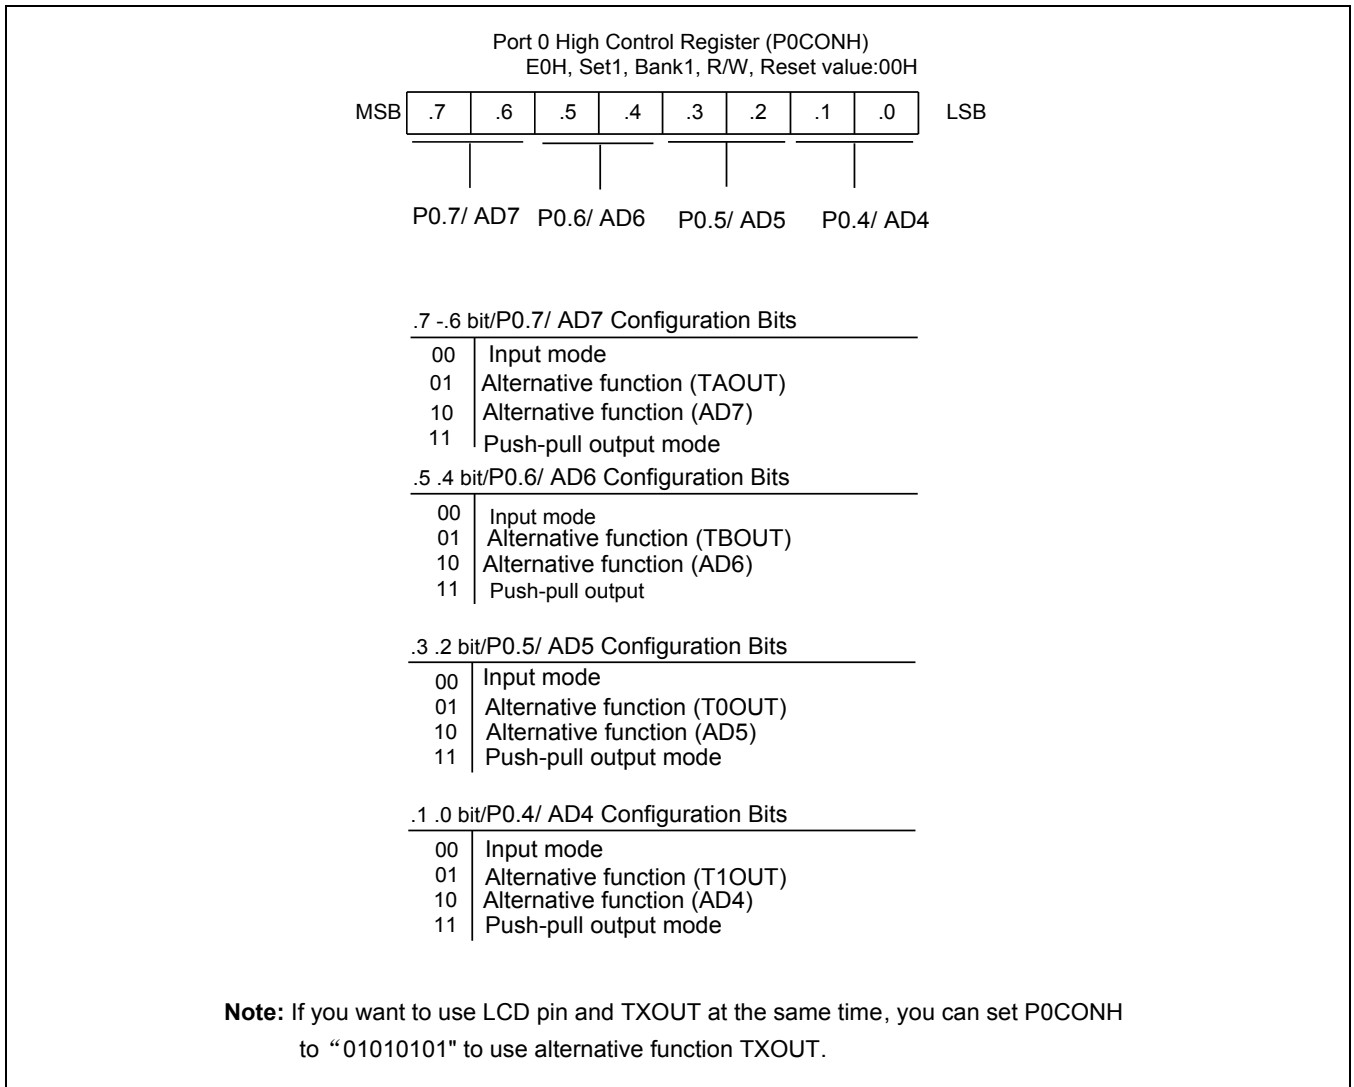 Port 0 High Control Register (P0CONH)
E0H, Set1, Bank1, R/W, Reset value:00H
MSB .7 .6 .5 .4 .3 .2 .1 .0 LSB
P0.7/ AD7 P0.6/ AD6 P0.5/ AD5 P0.4/ AD4
.7 -.6 bit/P0.7/ AD7 Configuration Bits
00 Input mode
01 Alternative function (TAOUT)
10 Alternative function (AD7)
11 Push-pull output mode
.5 .4 bit/P0.6/ AD6 Configuration Bits
00 Input mode
01 Alternative function (TBOUT)
10 Alternative function (AD6)
11 Push-pull output
.3 .2 bit/P0.5/ AD5 Configuration Bits
00 Input mode
01 Alternative function (T0OUT)
10 Alternative function (AD5)
11 Push-pull output mode
.1 .0 bit/P0.4/ AD4 Configuration Bits
00 Input mode
01 Alternative function (T1OUT)
10 Alternative function (AD4)
11 Push-pull output mode
Note: If you want to use LCD pin and TXOUT at the same time, you can set P0CONH
to “01010101" to use alternative function TXOUT.